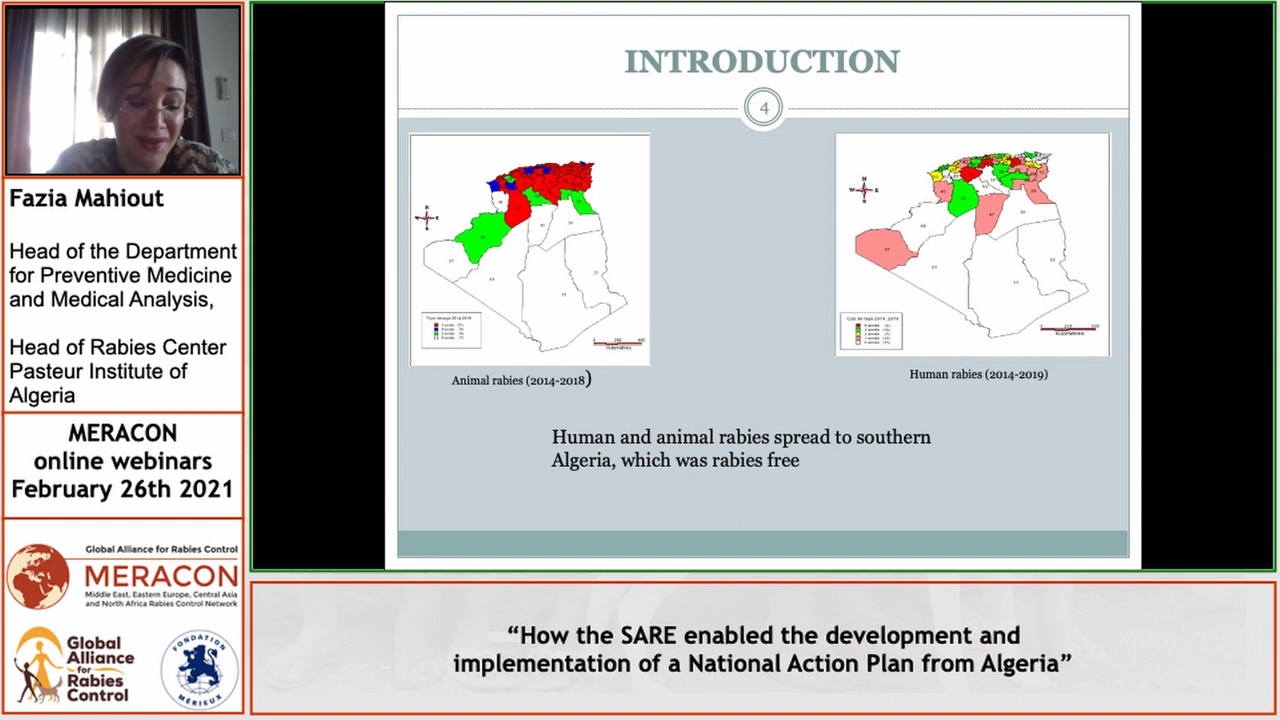 Fazia Mahiout
Head of the Department
for Preventive Medicine
and Medical Analysis,
Head of Rabies Center
Pasteur Institute of
Algeria
MERACON
online webinars
February 26th 2021
Global Alliance for Rabies Control
MERACON
Middle East, Eastern Europe, Central Asia
and North Africa Rabies Control Network
Global
Alliance
for
Rabies
Control
FONDATION
MÉRIEUX
INTRODUCTION
4
Animal rabies (2014-2018)
Human rabies (2014-2019)
Human and animal rabies spread to southern
Algeria, which was rabies free
“How the SARE enabled the development and
implementation of a National Action Plan from Algeria”